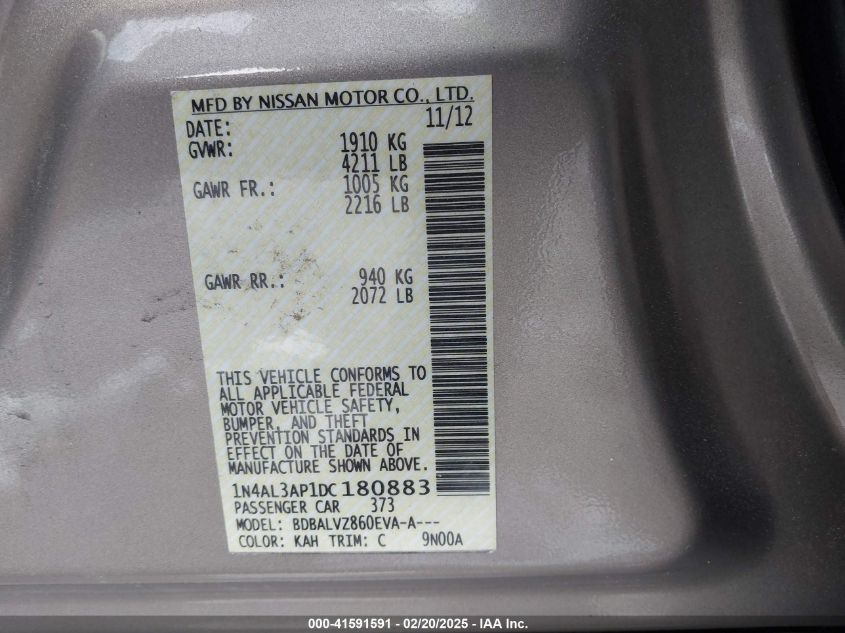 MFD BY NISSAN MOTOR CO., LTD.
DATE: 11/12
GVWR: 1910 KG
4211 LB
GAWR FR.: 1005 KG
2216 LB
GAWR RR.: 940 KG
2072 LB
THIS VEHICLE CONFORMS TO
ALL APPLICABLE FEDERAL
MOTOR VEHICLE SAFETY,
BUMPER, AND THEFT
PREVENTION STANDARDS IN
EFFECT ON THE DATE OF
MANUFACTURE SHOWN ABOVE.
1N4AL3AP1DC180883
PASSENGER CAR 373
MODEL: BDBALVZ860EVA-A---
COLOR: KAH TRIM: C 9N00A
000-41591591 — 02/20/2025 — IAA Inc.